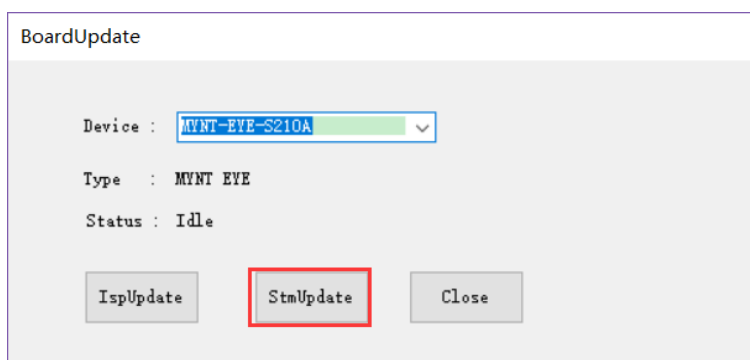 BoardUpdate
Device : MYNT-EYE-S210A
Type : MYNT EYE
Status : Idle
IspUpdate StmUpdate Close